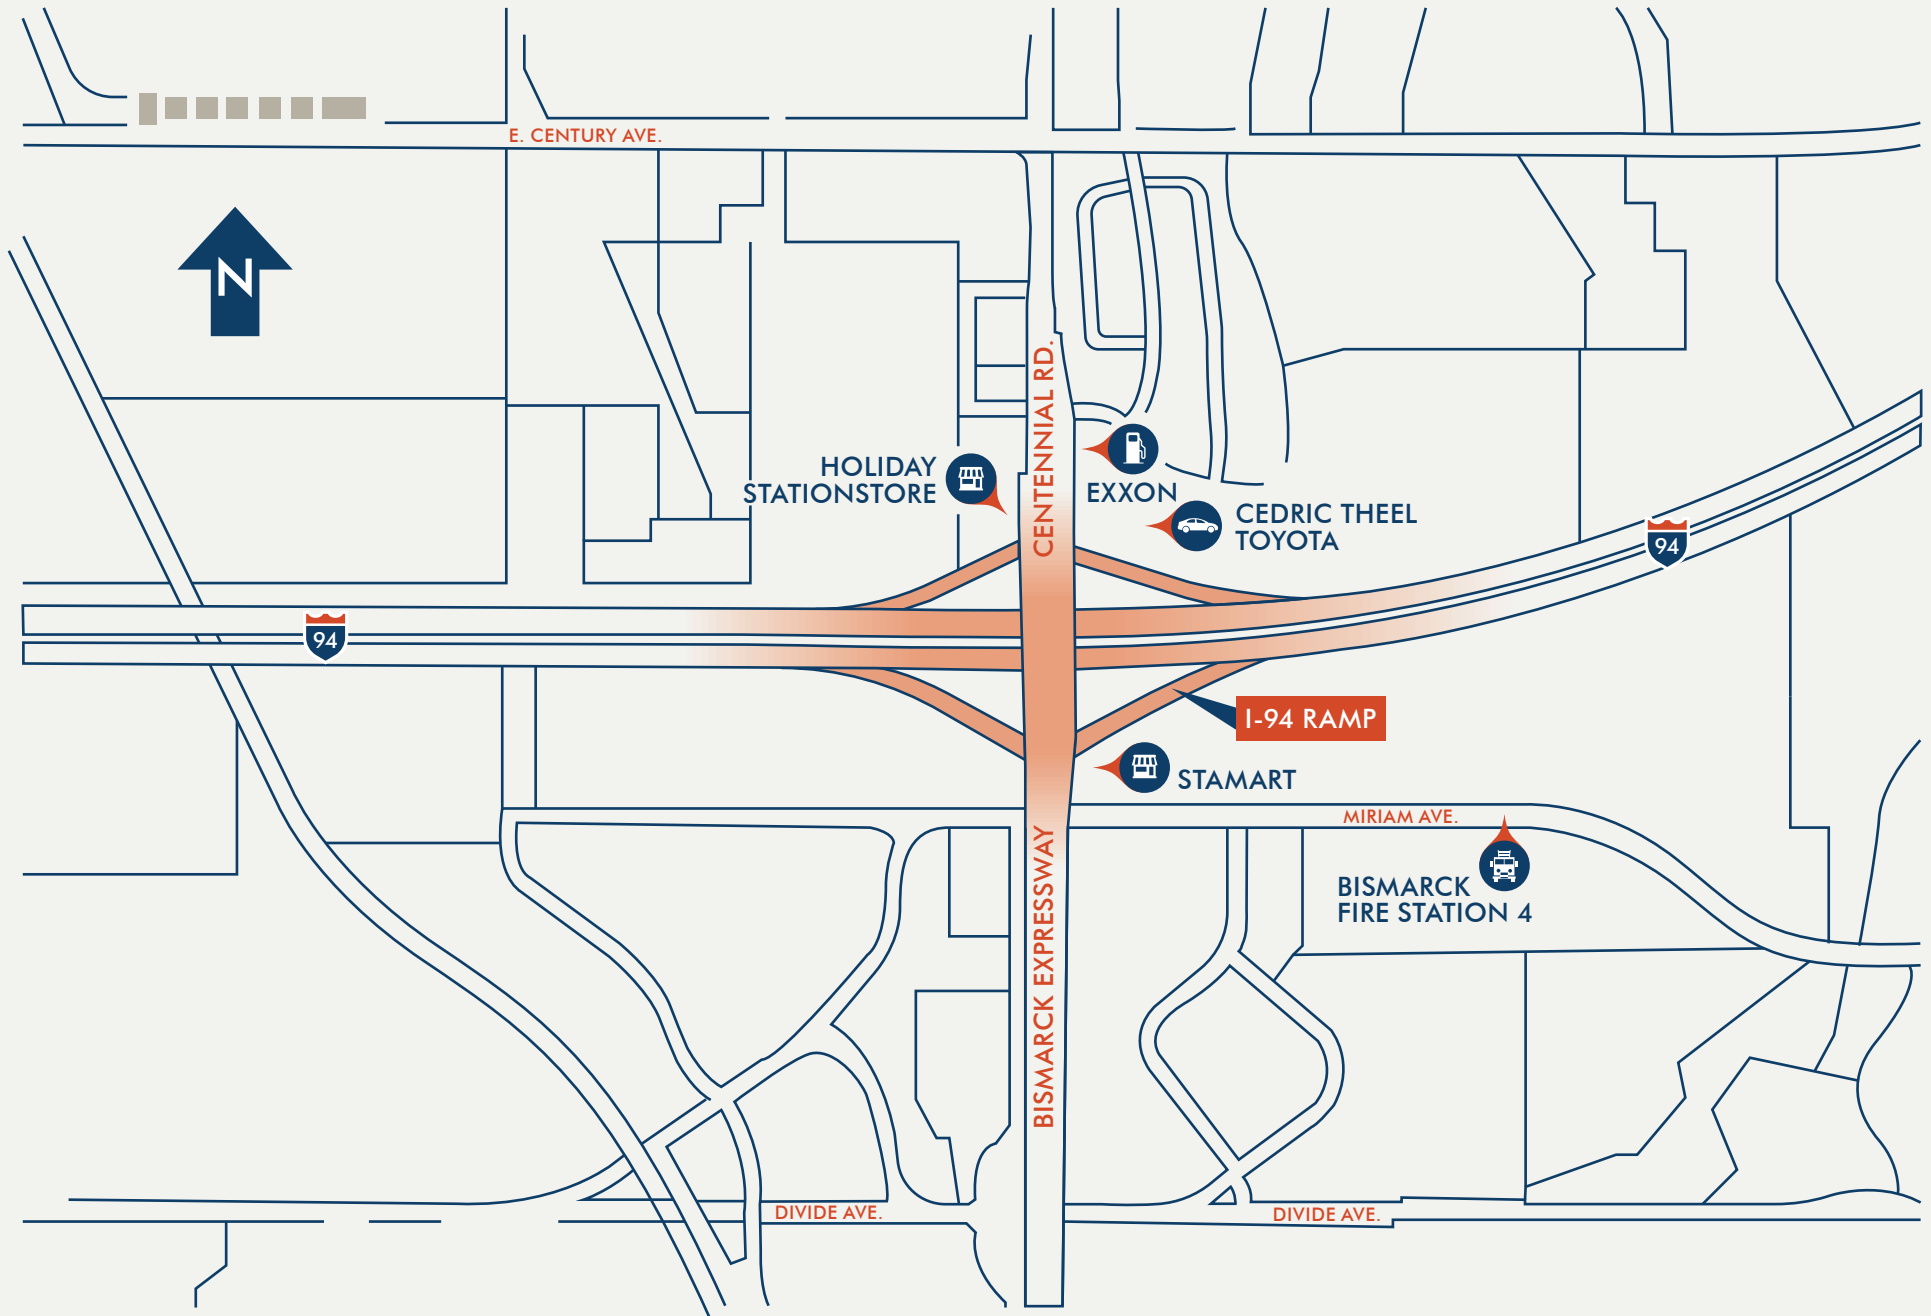 E. CENTURY AVE.
N
CENTENNIAL RD.
HOLIDAY
STATIONSTORE
EXXON
CEDRIC THEEL
TOYOTA
94
94
I-94 RAMP
STAMART
MIRIAM AVE.
BISMARCK EXPRESSWAY
BISMARCK
FIRE STATION 4
DIVIDE AVE.
DIVIDE AVE.